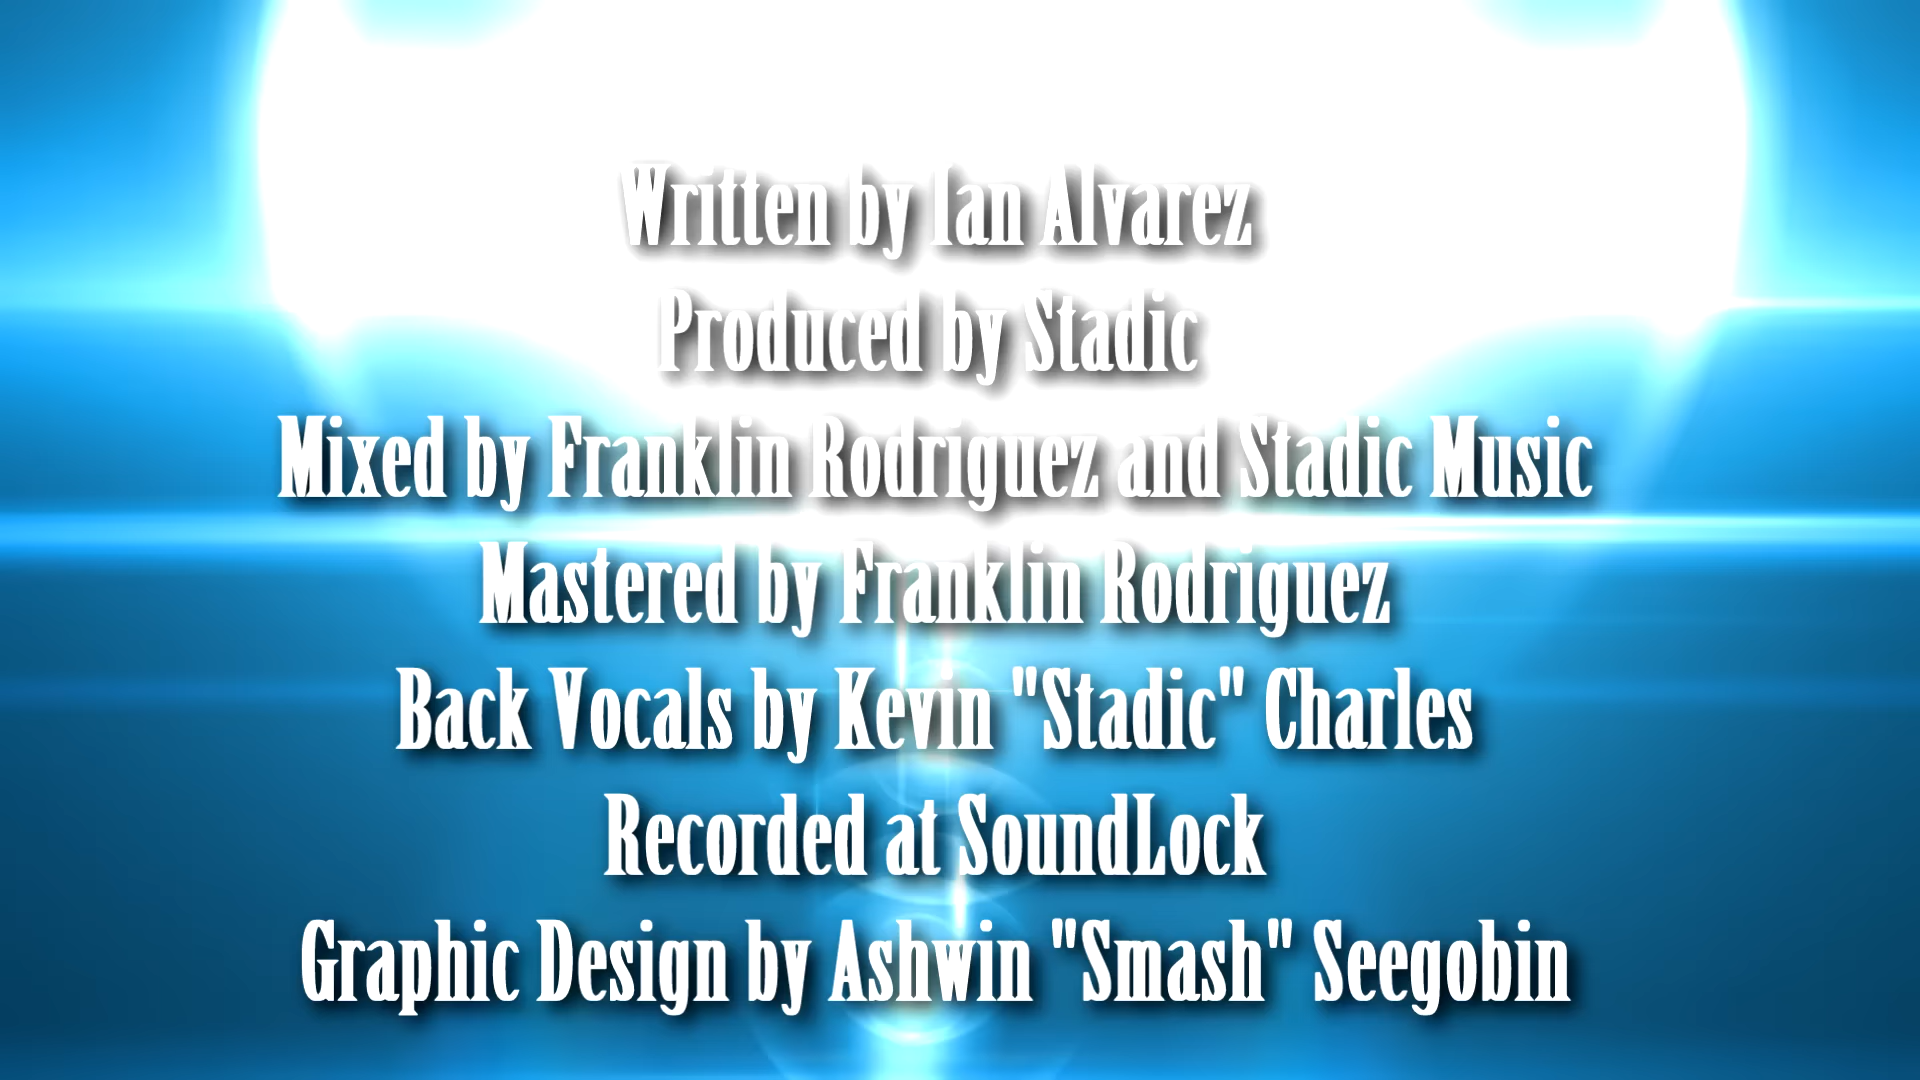 Written by Ian Alvarez
Produced by Stadic
Mixed by Franklin Rodriguez and Stadic Music
Mastered by Franklin Rodriguez
Back Vocals by Kevin "Stadic" Charles
Recorded at SoundLock
Graphic Design by Ashwin "Smash" Seegobin